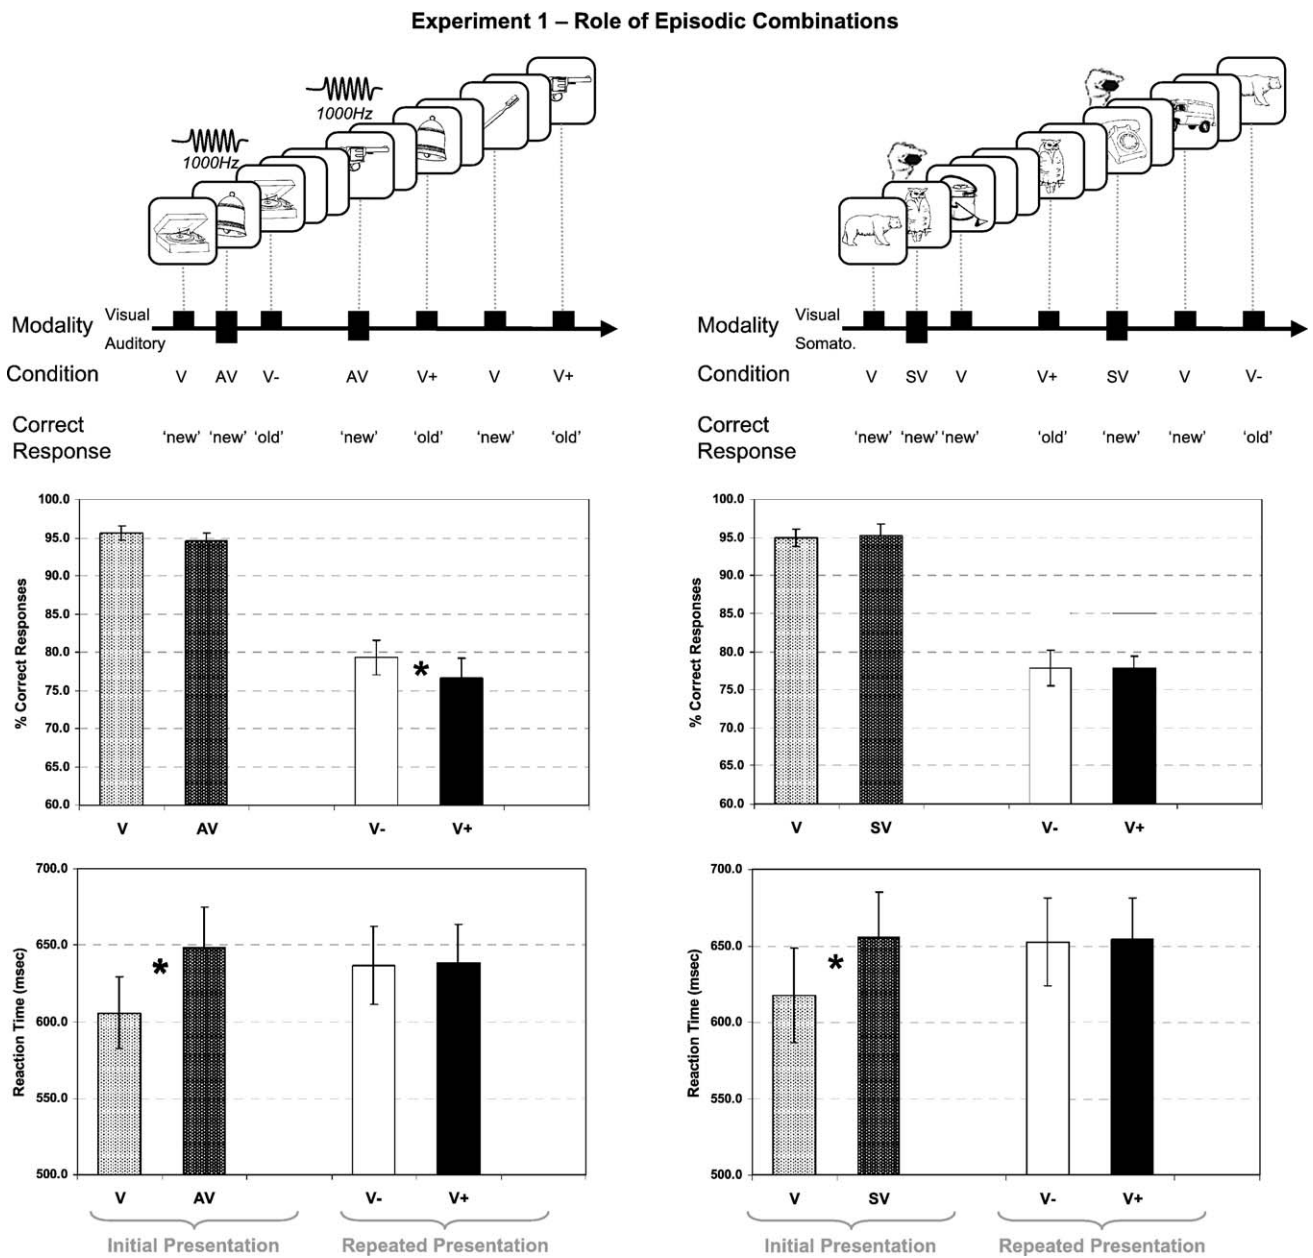 Experiment 1 – Role of Episodic Combinations
1000Hz
1000Hz
Modality
Visual
Auditory
Condition
V AV V- AV V+ V V+
Correct
Response
‘new’ ‘new’ ‘old’ ‘new’ ‘old’ ‘new’ ‘old’
Modality
Visual
Somato.
Condition
V SV V V+ SV V V-
Correct
Response
‘new’ ‘new’ ‘new’ ‘old’ ‘new’ ‘new’ ‘old’
% Correct Responses
100.0
95.0
90.0
85.0
80.0
75.0
70.0
65.0
60.0
*
V AV V- V+
% Correct Responses
100.0
95.0
90.0
85.0
80.0
75.0
70.0
65.0
60.0
V SV V- V+
Reaction Time (msec)
700.0
650.0
600.0
550.0
500.0
*
V AV V- V+
Initial Presentation Repeated Presentation
Reaction Time (msec)
700.0
650.0
600.0
550.0
500.0
*
V SV V- V+
Initial Presentation Repeated Presentation